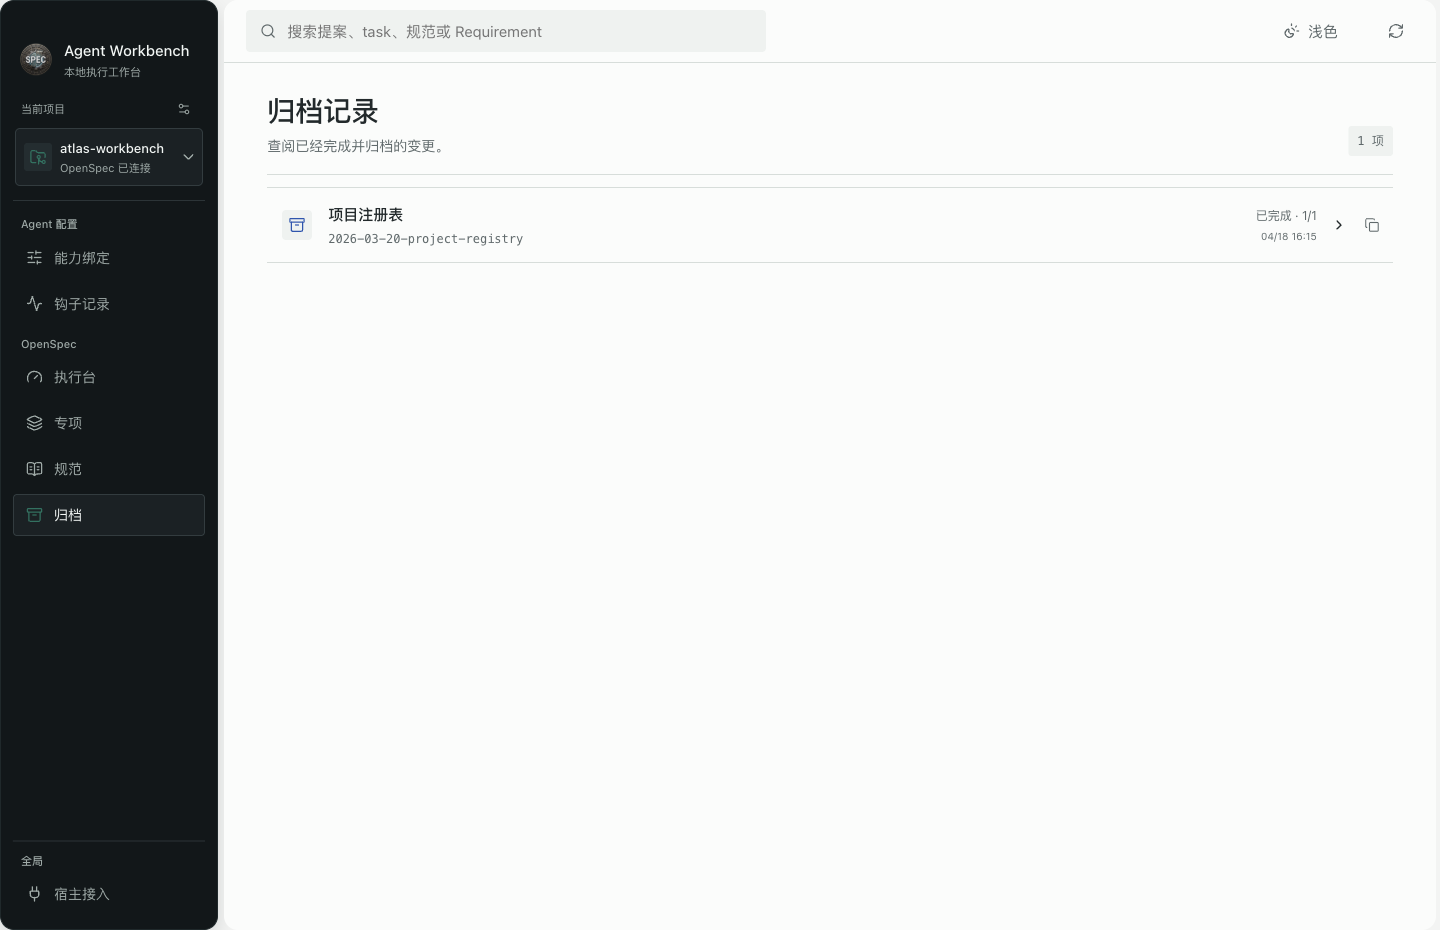 SPEC
Agent Workbench
本地执行工作台
当前项目
atlas-workbench
OpenSpec 已连接
Agent 配置
能力绑定
钩子记录
OpenSpec
执行台
专项
规范
归档
全局
宿主接入
搜索提案、task、规范或 Requirement
浅色
归档记录
查阅已经完成并归档的变更。
1 项
项目注册表
2026-03-20-project-registry
已完成 · 1/1
04/18 16:15